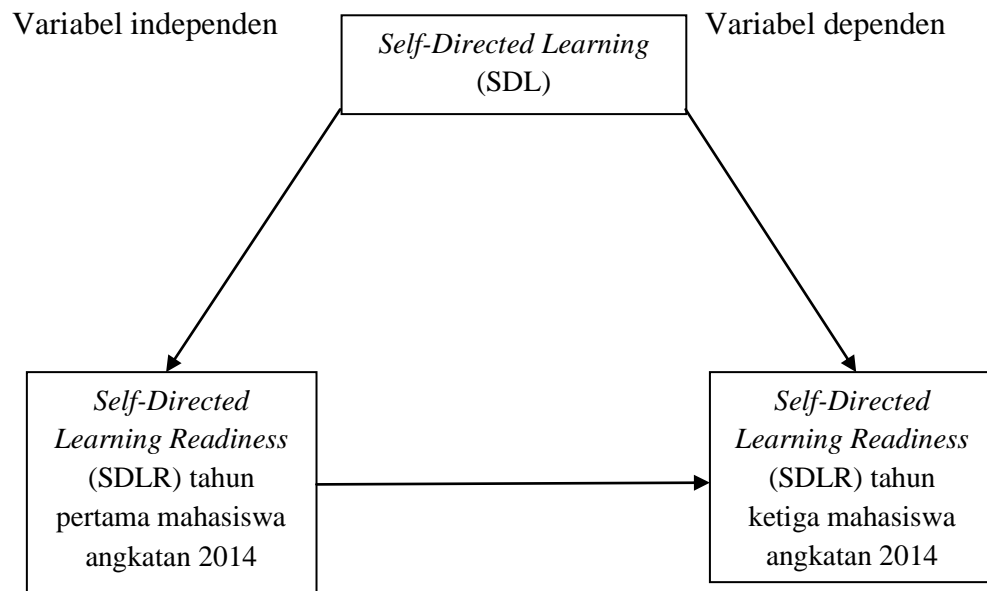 Variabel independen
Self-Directed Learning
(SDL)
Variabel dependen
Self-Directed
Learning Readiness
(SDLR) tahun
pertama mahasiswa
angkatan 2014
Self-Directed
Learning Readiness
(SDLR) tahun
ketiga mahasiswa
angkatan 2014